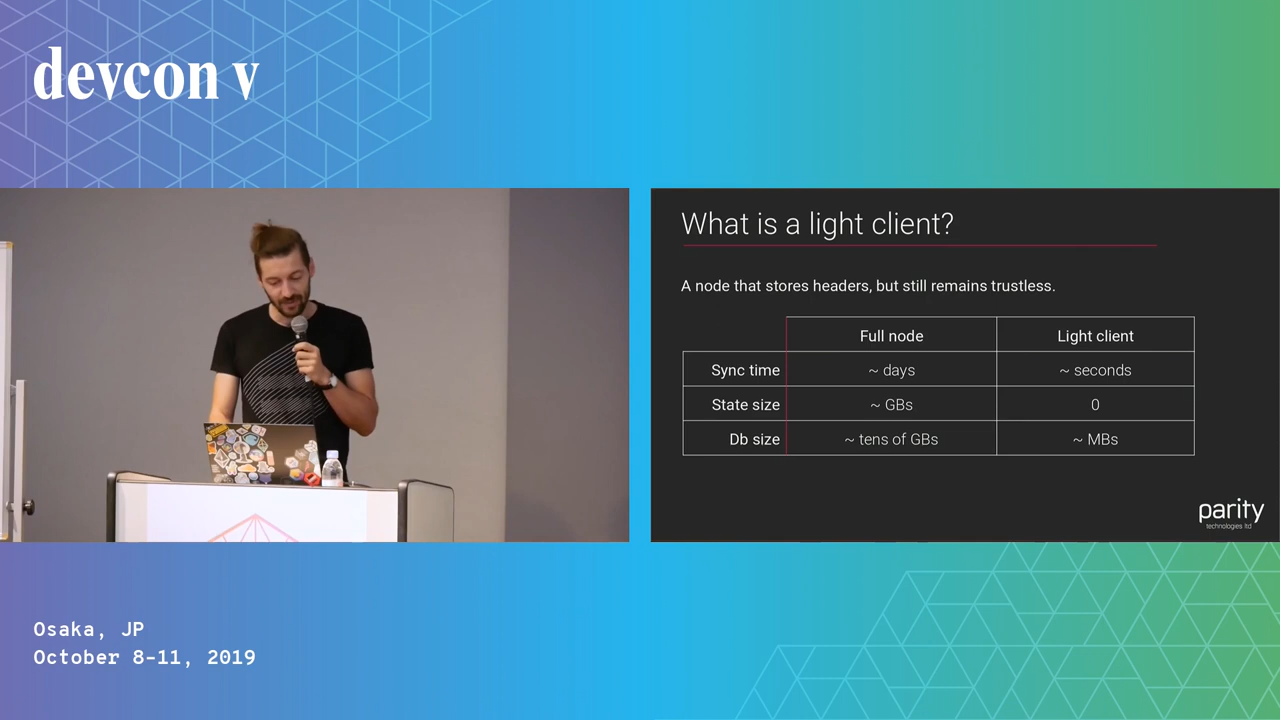 devcon v
What is a light client?
A node that stores headers, but still remains trustless.
Full node Light client
Sync time ~ days ~ seconds
State size ~ GBs 0
Db size ~ tens of GBs ~ MBs
parity
technologies ltd
Osaka, JP
October 8-11, 2019